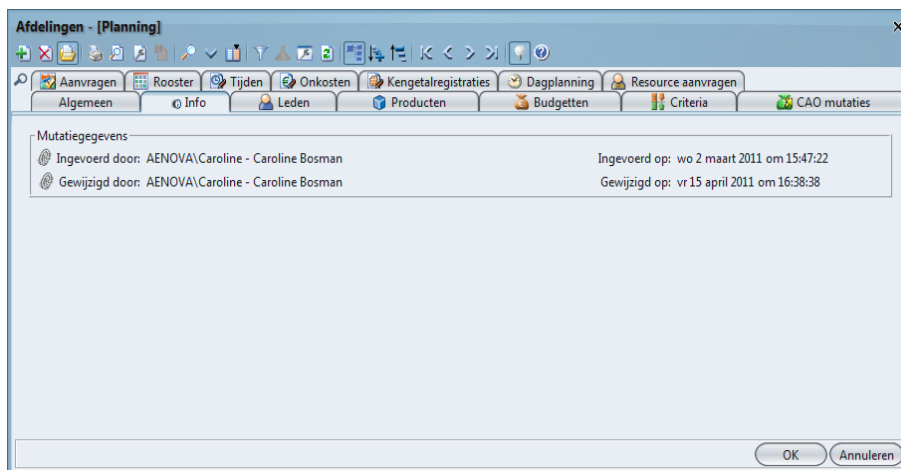 Afdelingen - [Planning]
Aanvragen Rooster Tijden Onkosten Kengetalregistraties Dagplanning Resource aanvragen
Algemeen Info Leden Producten Budgetten Criteria CAO mutaties
Mutatiegegevens
Ingevoerd door: AENOVA\Caroline - Caroline Bosman Ingevoerd op: wo 2 maart 2011 om 15:47:22
Gewijzigd door: AENOVA\Caroline - Caroline Bosman Gewijzigd op: vr 15 april 2011 om 16:38:38
OK Annuleren